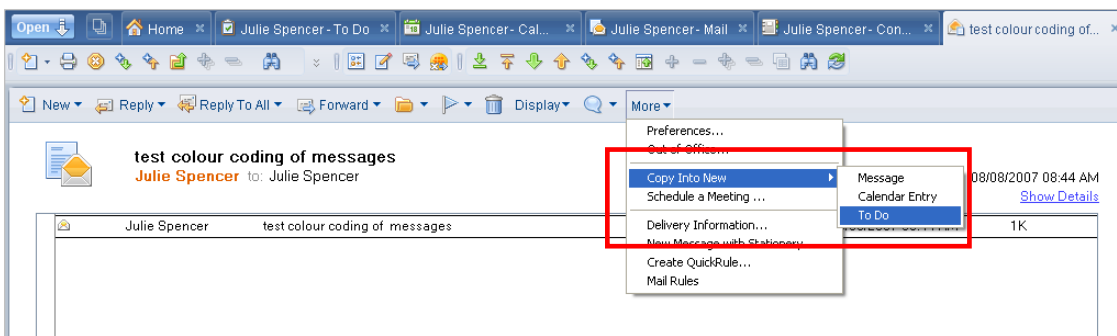 Open Home Julie Spencer - To Do Julie Spencer - Cal... Julie Spencer - Mail Julie Spencer - Con... test colour coding of...
New Reply Reply To All Forward Display More
Preferences...
Out of Office...
test colour coding of messages
Julie Spencer to: Julie Spencer
Copy Into New Message 08/08/2007 08:44 AM
Schedule a Meeting ... Calendar Entry Show Details
To Do
Julie Spencer test colour coding of messages Delivery Information... 1K
New Message with Stationery
Create QuickRule...
Mail Rules